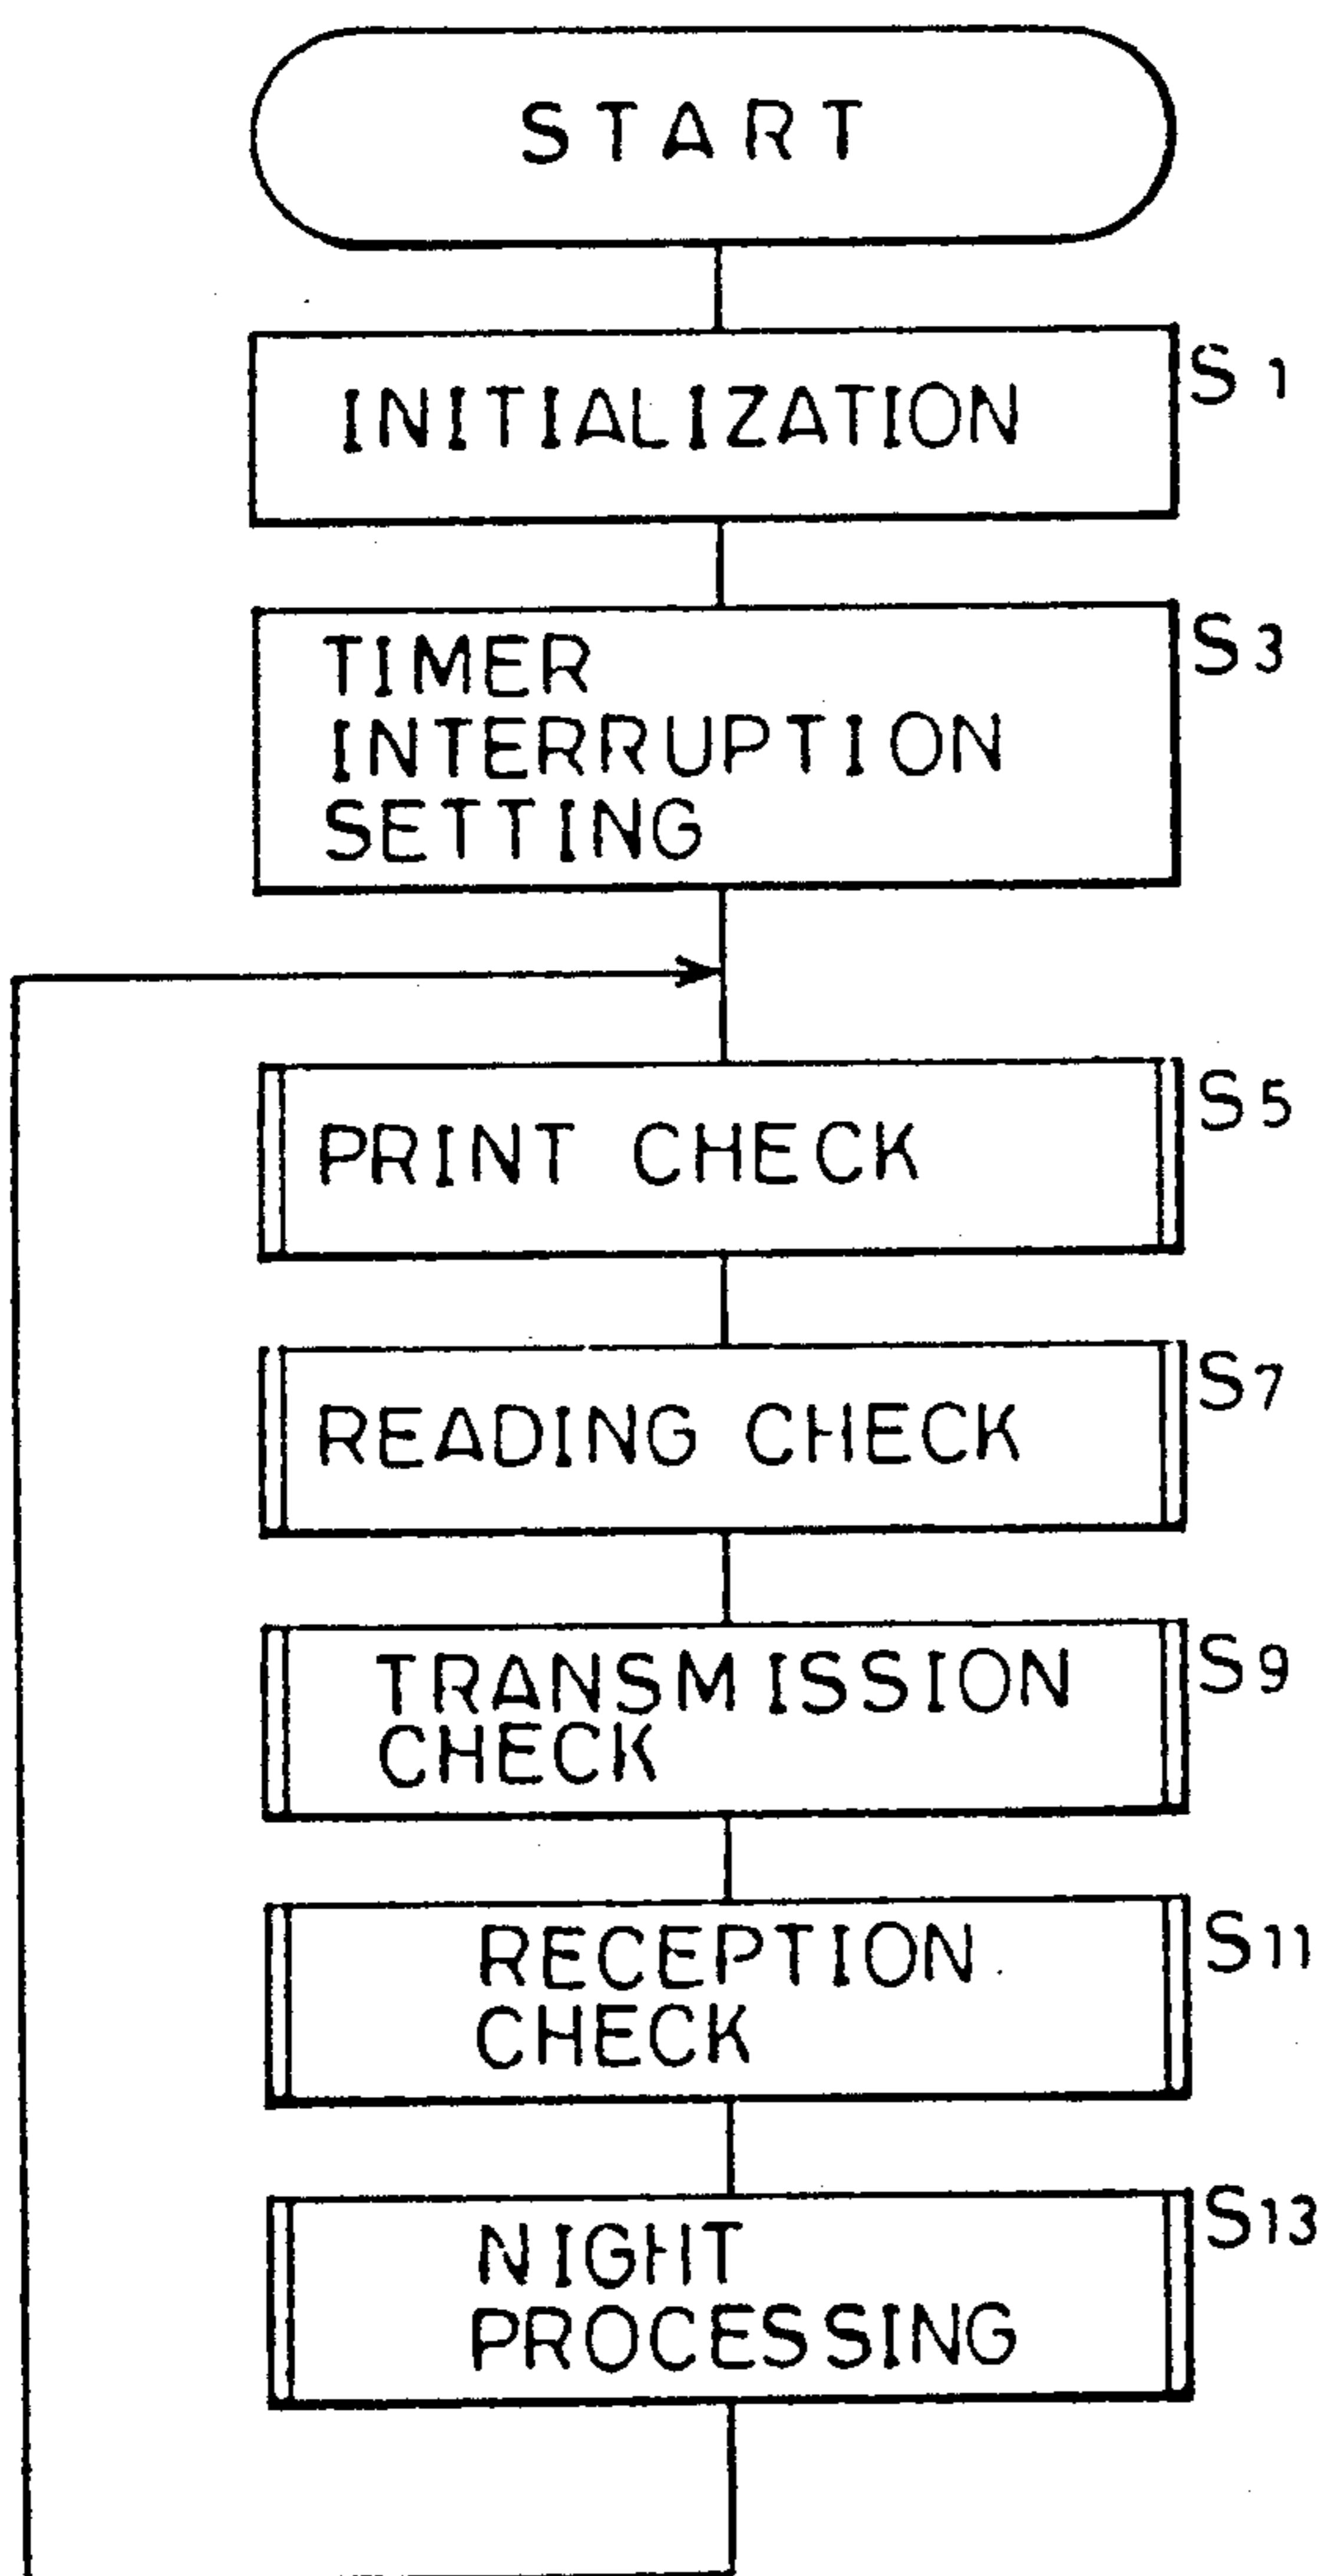 START
INITIALIZATION
S1
TIMER
INTERRUPTION
SETTING
S3
PRINT CHECK
S5
READING CHECK
S7
TRANSMISSION
CHECK
S9
RECEPTION
CHECK
S11
NIGHT
PROCESSING
S13